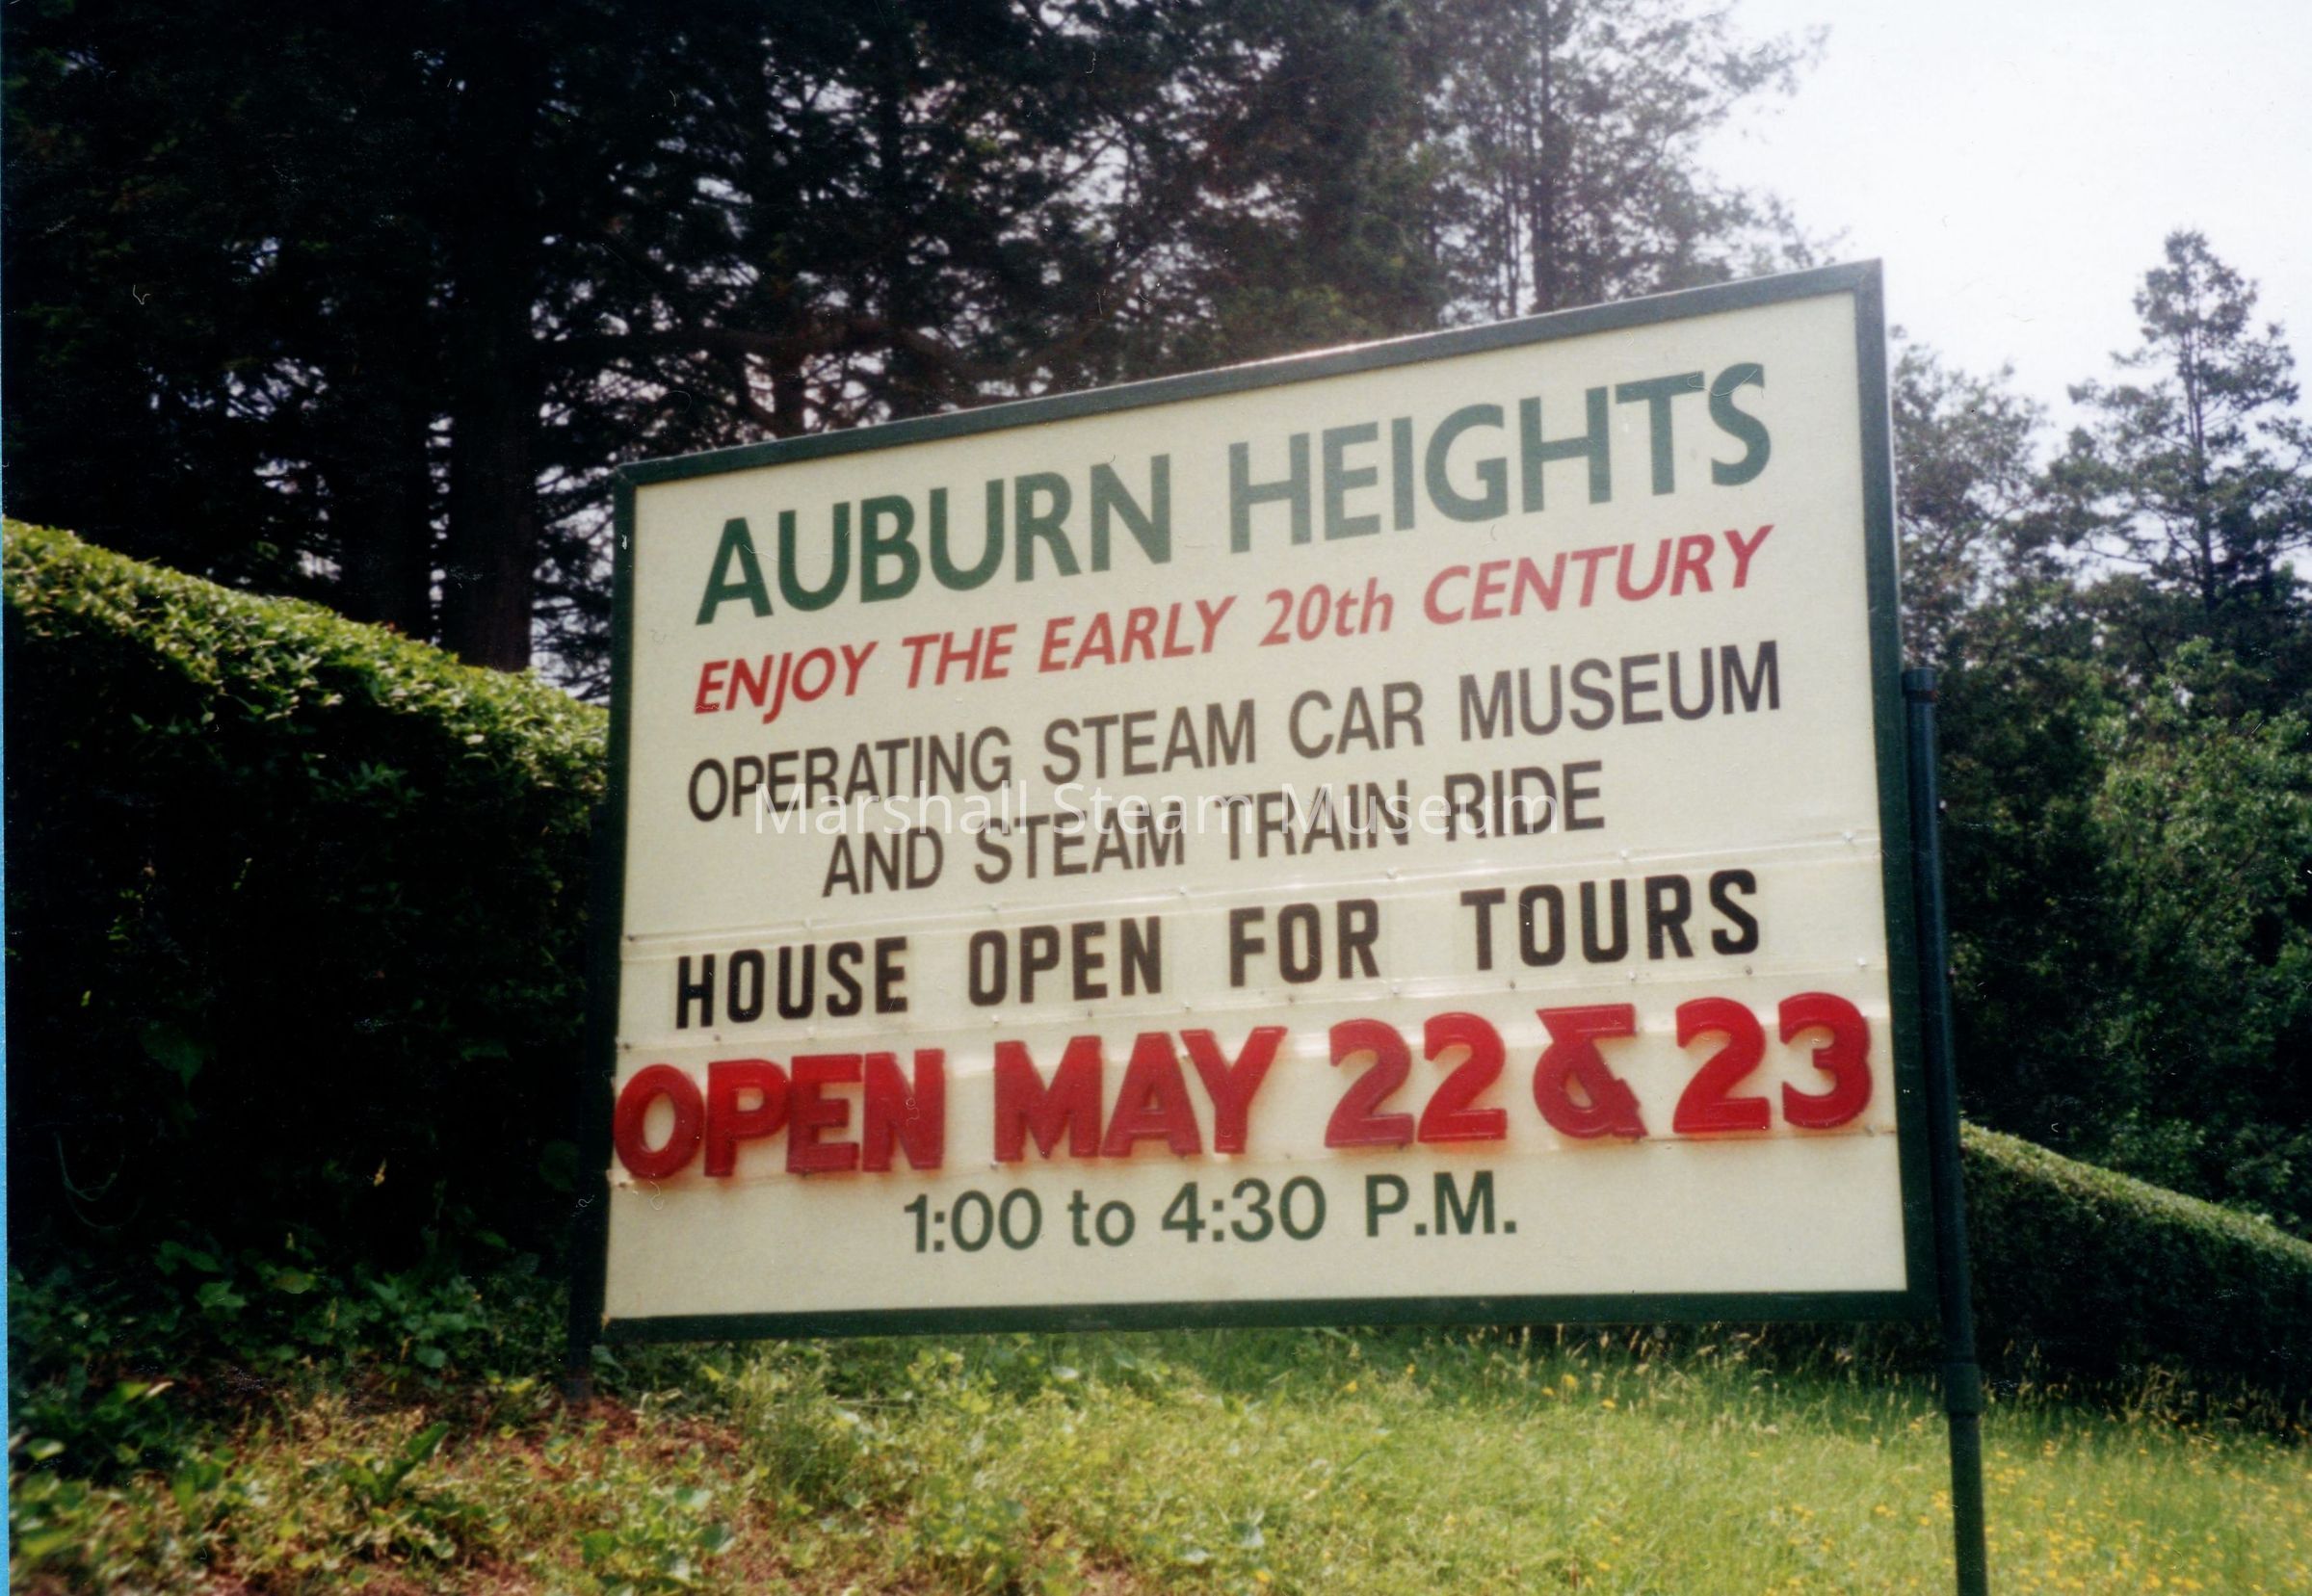 AUBURN HEIGHTS
ENJOY THE EARLY 20th CENTURY
OPERATING STEAM CAR MUSEUM
Marshall Steam Museum
AND STEAM TRAIN RIDE
HOUSE OPEN FOR TOURS
OPEN MAY 22 & 23
1:00 to 4:30 P.M.